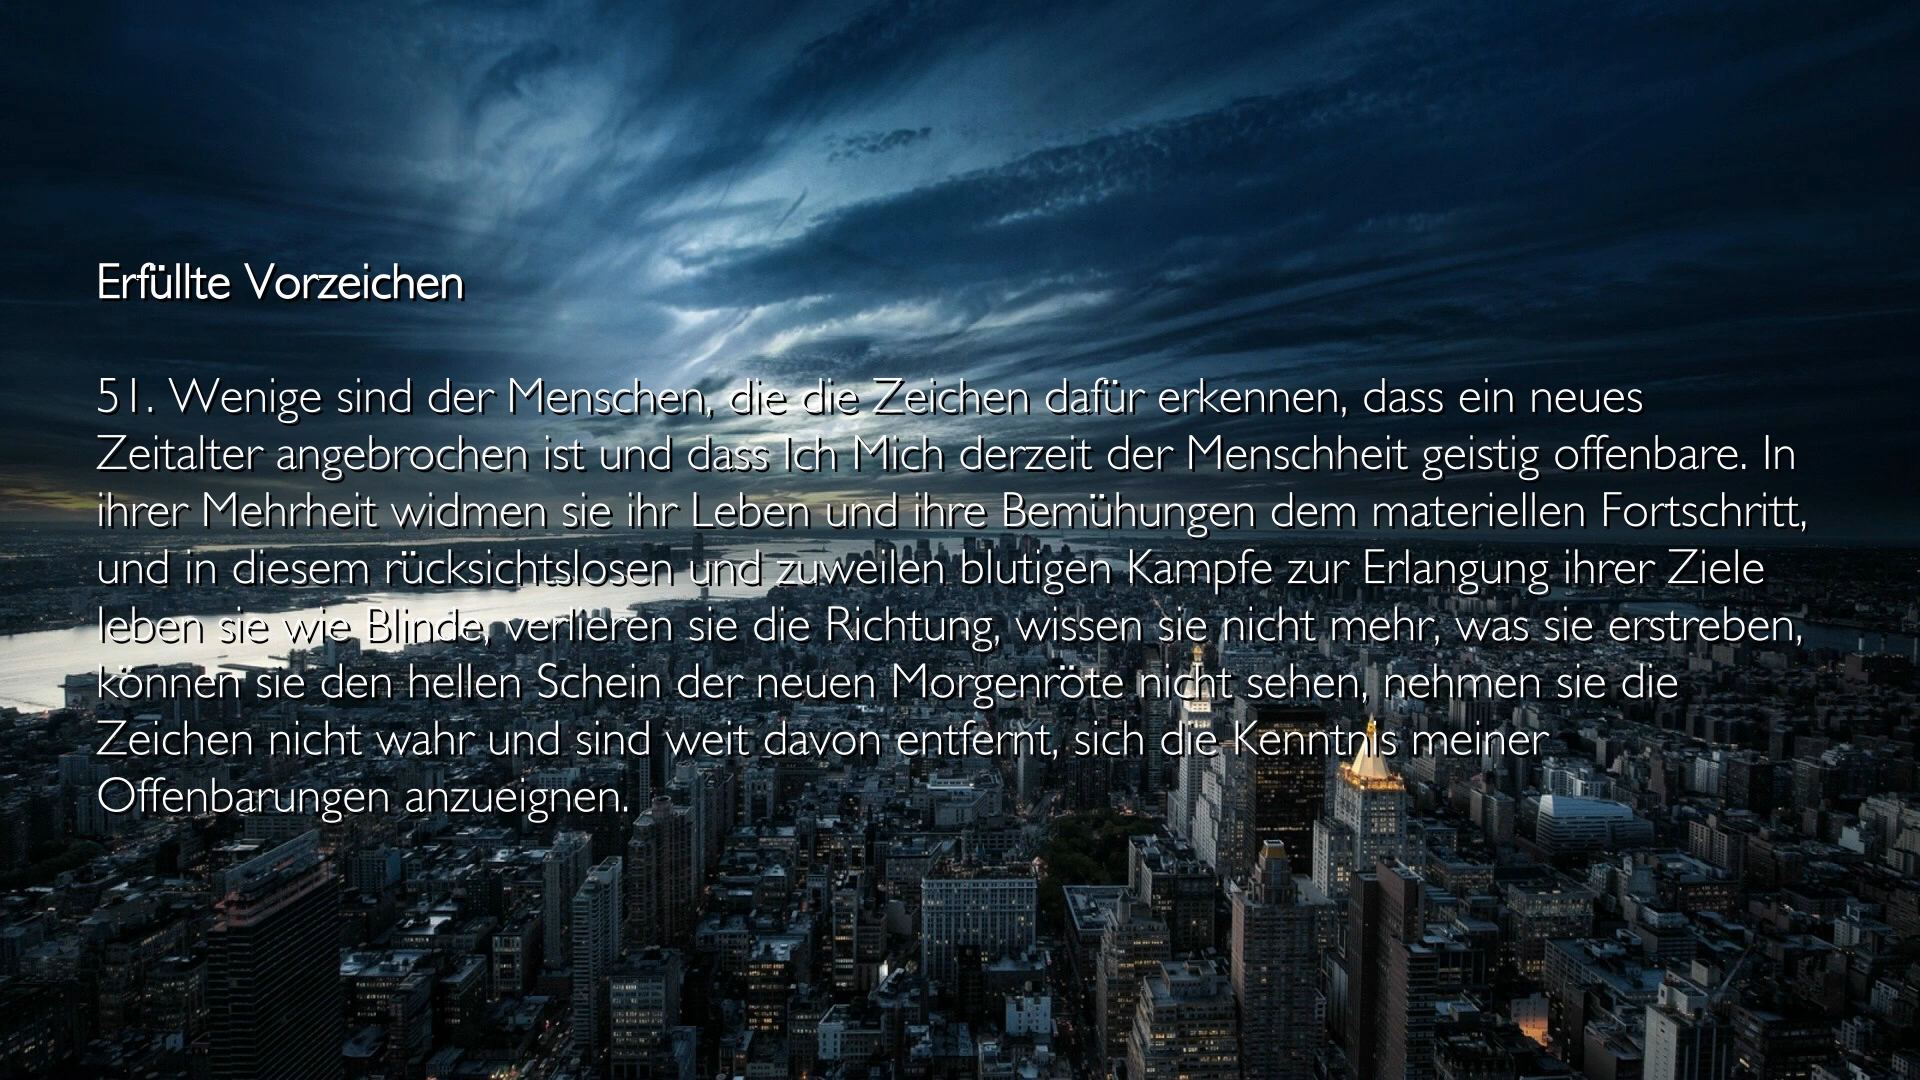 Erfüllte Vorzeichen
51. Wenige sind der Menschen, die die Zeichen dafür erkennen, dass ein neues
Zeitalter angebrochen ist und dass Ich Mich derzeit der Menschheit geistig offenbare. In
ihrer Mehrheit widmen sie ihr Leben und ihre Bemühungen dem materiellen Fortschritt,
und in diesem rücksichtslosen und zuweilen blutigen Kampfe zur Erlangung ihrer Ziele
leben sie wie Blinde, verlieren sie die Richtung, wissen sie nicht mehr, was sie erstreben,
können sie den hellen Schein der neuen Morgenröte nicht sehen, nehmen sie die
Zeichen nicht wahr und sind weit davon entfernt, sich die Kenntnis meiner
Offenbarungen anzueignen.